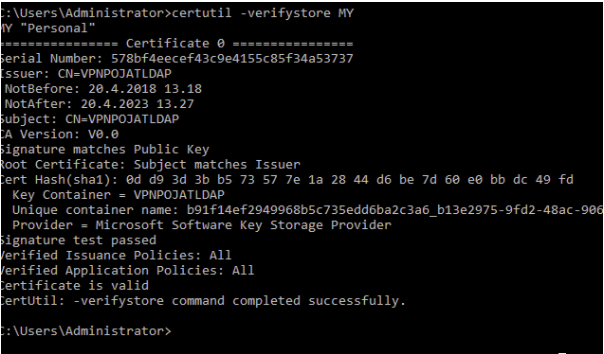 C:\Users\Administrator>certutil -verifystore MY
MY "Personal"
================ Certificate 0 ================
Serial Number: 578bf4eecef43c9e4155c85f34a53737
Issuer: CN=VPNPOJATLDAP
 NotBefore: 20.4.2018 13.18
 NotAfter: 20.4.2023 13.27
Subject: CN=VPNPOJATLDAP
CA Version: V0.0
Signature matches Public Key
Root Certificate: Subject matches Issuer
Cert Hash(sha1): 0d d9 3d 3b b5 73 57 7e 1a 28 44 d6 be 7d 60 e0 bb dc 49 fd
  Key Container = VPNPOJATLDAP
  Unique container name: b91f14ef2949968b5c735edd6ba2c3a6_b13e2975-9fd2-48ac-906
  Provider = Microsoft Software Key Storage Provider
Signature test passed
Verified Issuance Policies: All
Verified Application Policies: All
Certificate is valid
CertUtil: -verifystore command completed successfully.
C:\Users\Administrator>